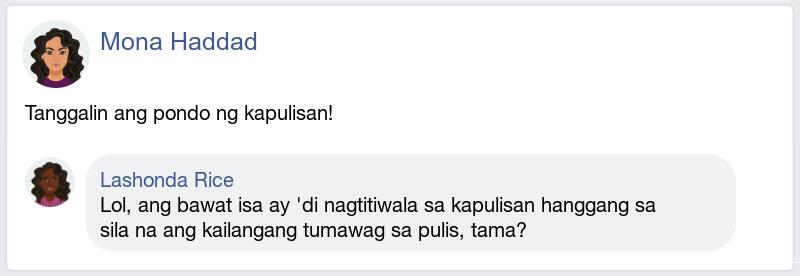 Mona Haddad
Tanggalin ang pondo ng kapulisan!
Lashonda Rice
Lol, ang bawat isa ay 'di nagtitiwala sa kapulisan hanggang sa
sila na ang kailangang tumawag sa pulis, tama?